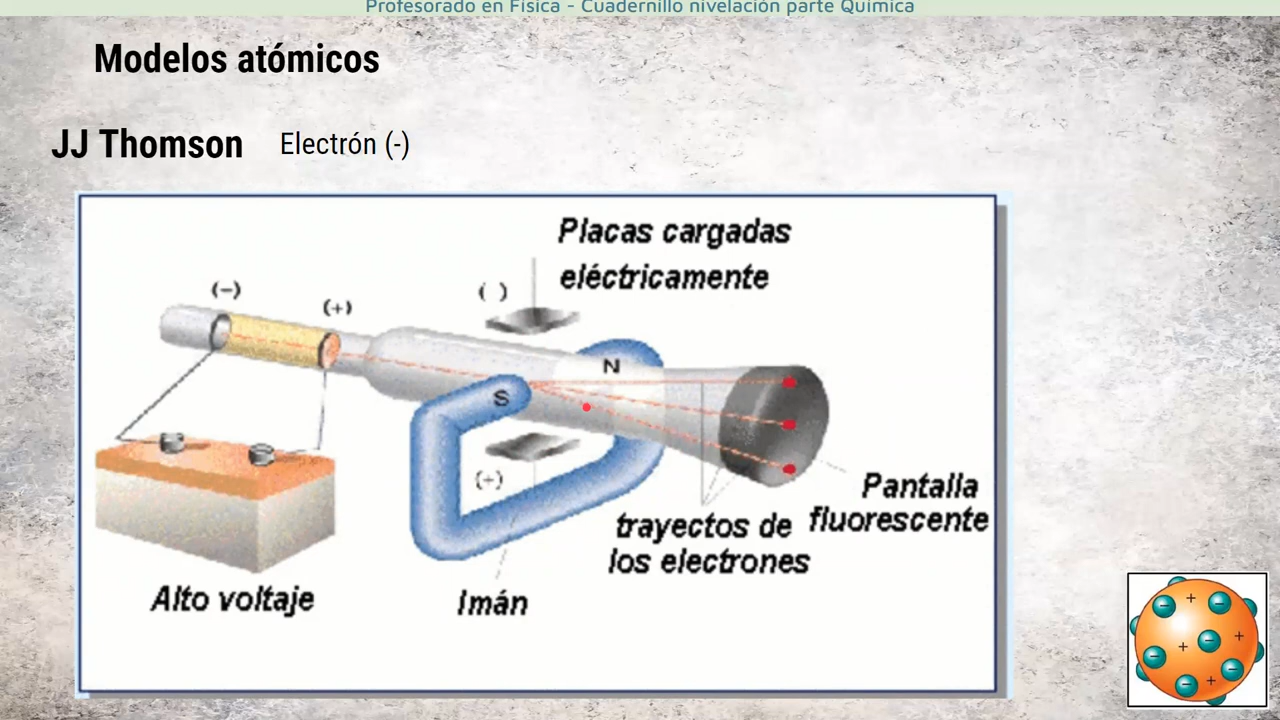 Profesorado en Física - Cuadernillo nivelación parte Química
Modelos atómicos
JJ Thomson
Electrón (-)
Placas cargadas
eléctricamente
(-)
(+)
( )
N
S
(+)
Pantalla
fluorescente
trayectos de
los electrones
Alto voltaje
Imán
+
-
-
-
+
+
-
-
-
+